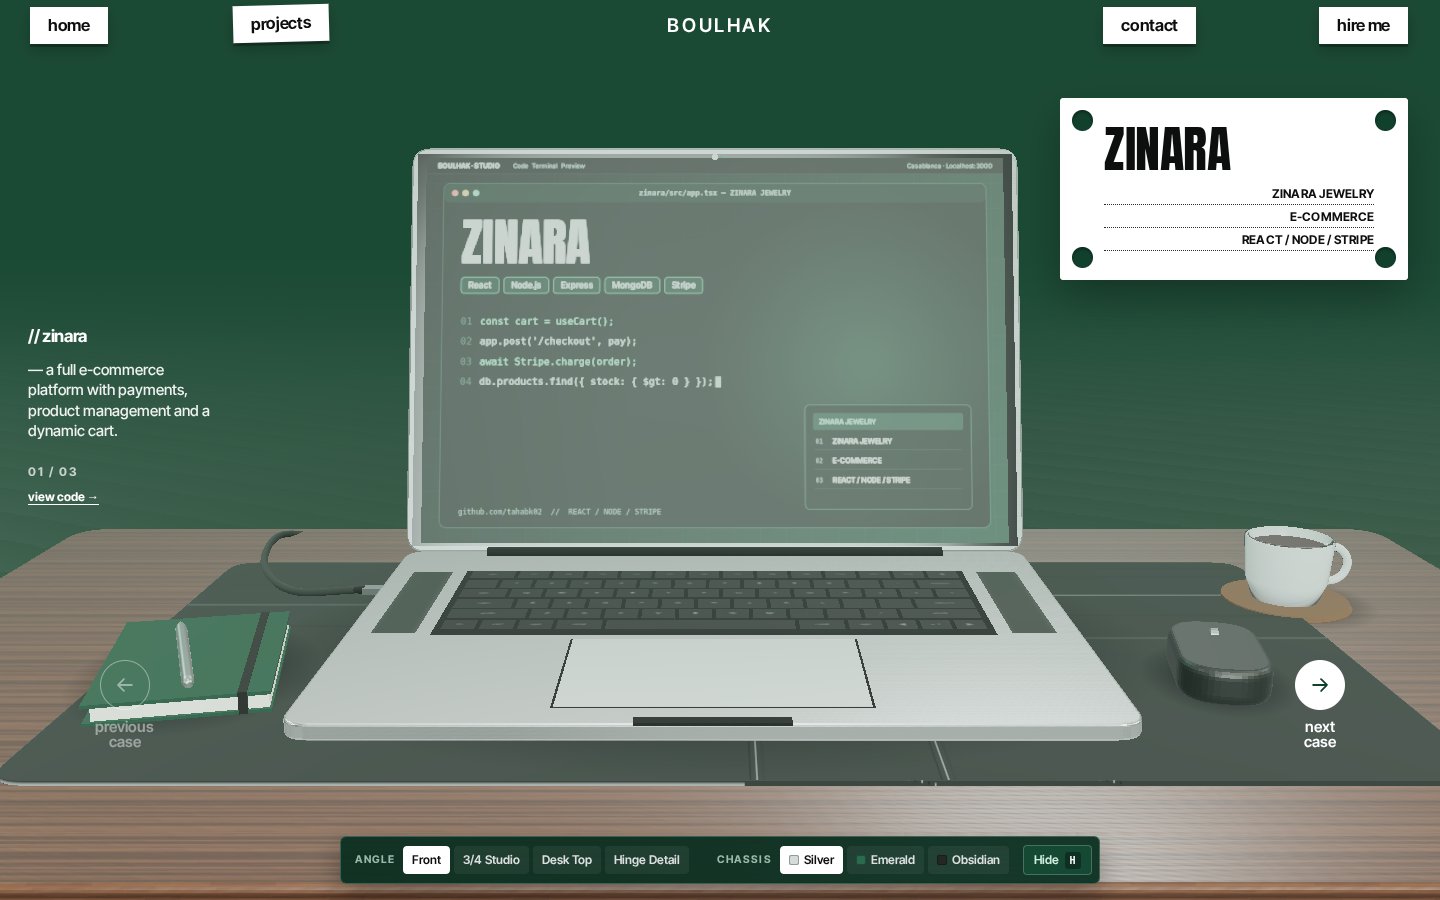 home
projects
BOULHAK
contact
hire me
ZINARA
ZINARA JEWELRY
E-COMMERCE
REACT / NODE / STRIPE
BOULHAK-STUDIO Code Terminal Preview
Casablanca · Localhost:3000
zinara/src/app.tsx — ZINARA JEWELRY
ZINARA
React Node.js Express MongoDB Stripe
01 const cart = useCart();
02 app.post('/checkout', pay);
03 await Stripe.charge(order);
04 db.products.find({ stock: { $gt: 0 } });
ZINARA JEWELRY
01 ZINARA JEWELRY
02 E-COMMERCE
03 REACT / NODE / STRIPE
github.com/tahabk02 // REACT / NODE / STRIPE
// zinara
— a full e-commerce
platform with payments,
product management and a
dynamic cart.
01 / 03
view code →
previous
case
next
case
ANGLE Front 3/4 Studio Desk Top Hinge Detail CHASSIS Silver Emerald Obsidian Hide H